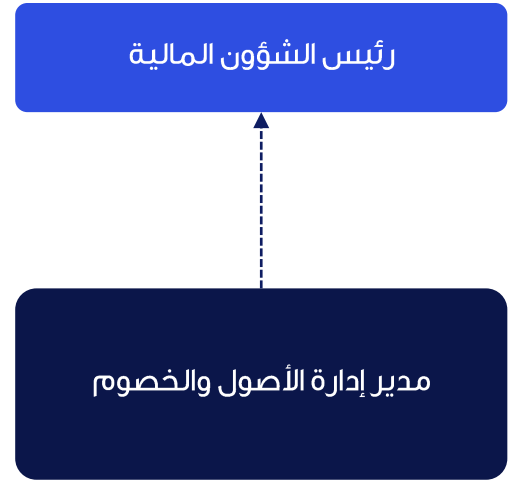 رئيس الشؤون المالية
مدير إدارة الأصول والخصوم